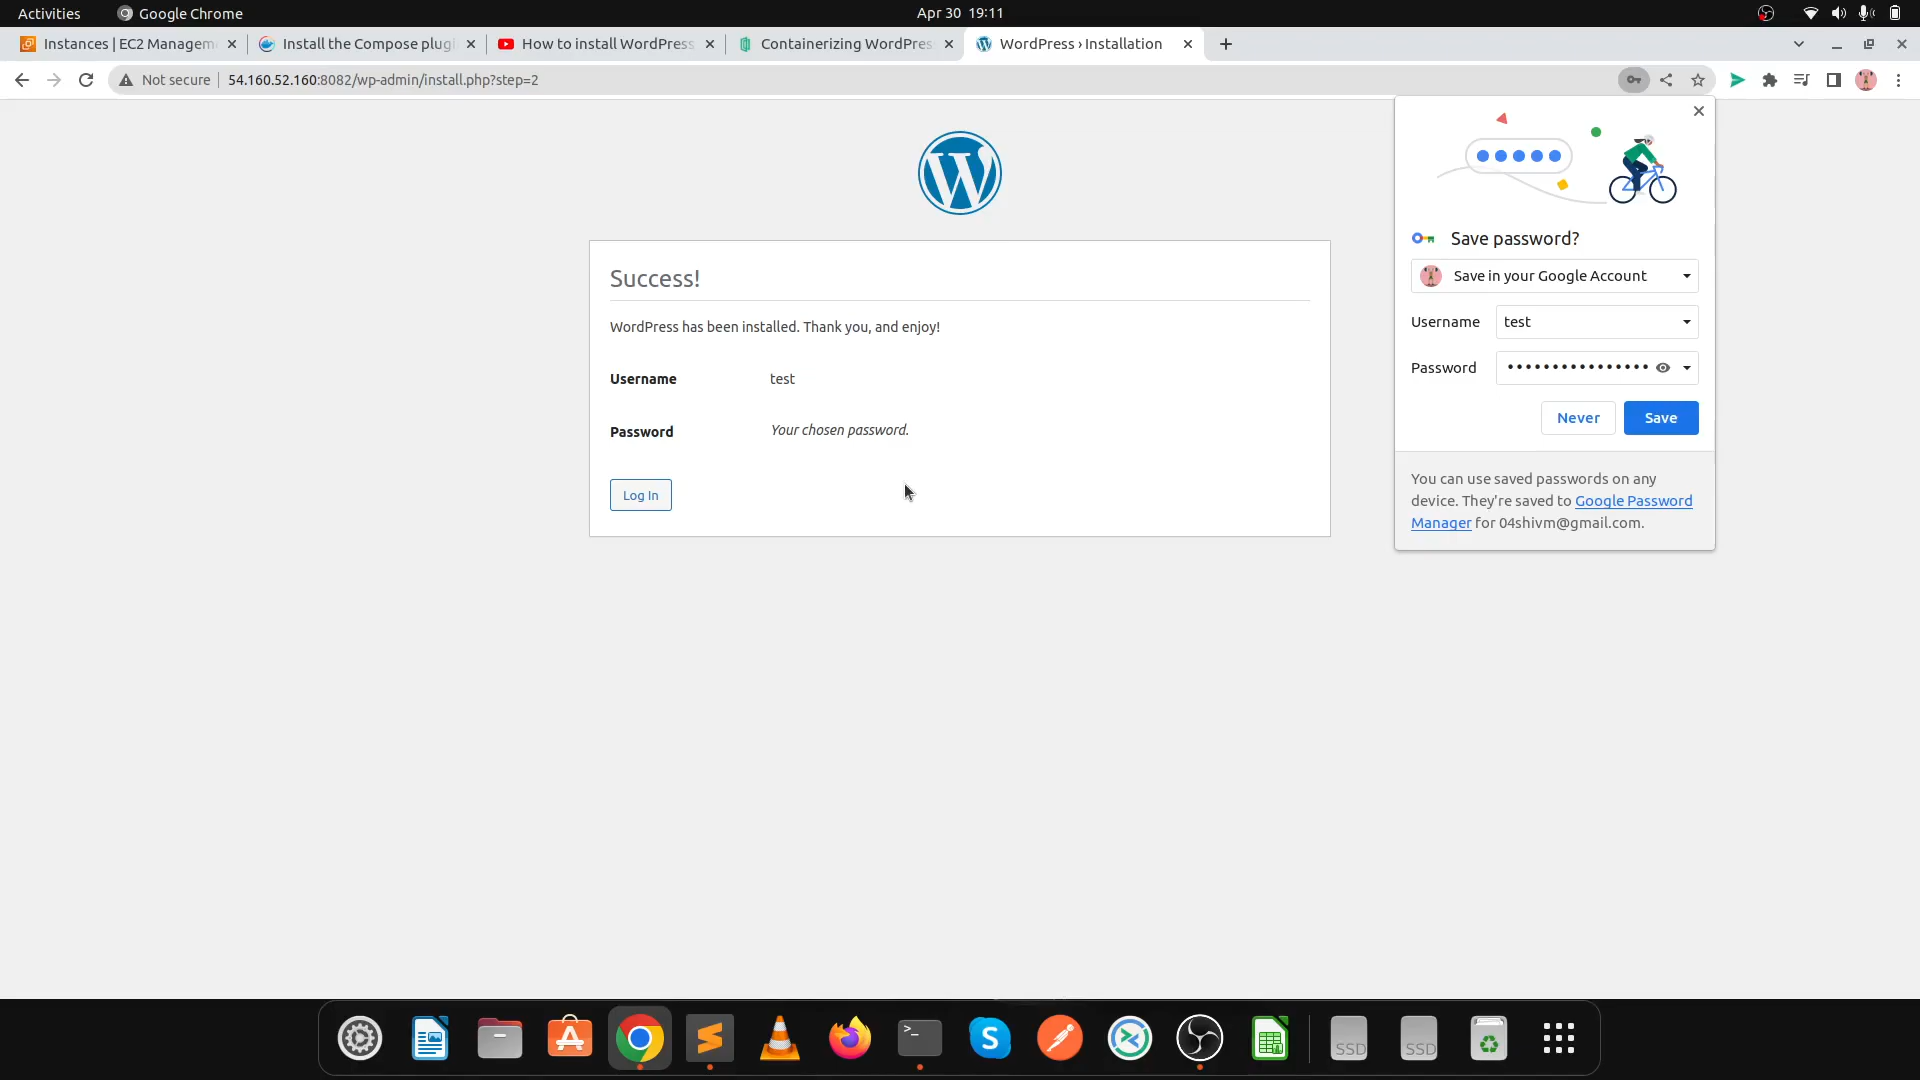 Activities
Google Chrome
Apr 30 19:11
Instances | EC2 Managem
Install the Compose plugi
How to install WordPress
Containerizing WordPres
WordPress › Installation
Not secure
54.160.52.160:8082/wp-admin/install.php?step=2
Success!
WordPress has been installed. Thank you, and enjoy!
Username test
Password Your chosen password.
Log In
Save password?
Save in your Google Account
Username test
Password ••••••••••••••••
Never Save
You can use saved passwords on any
device. They're saved to Google Password
Manager for 04shivm@gmail.com.
SSD
SSD